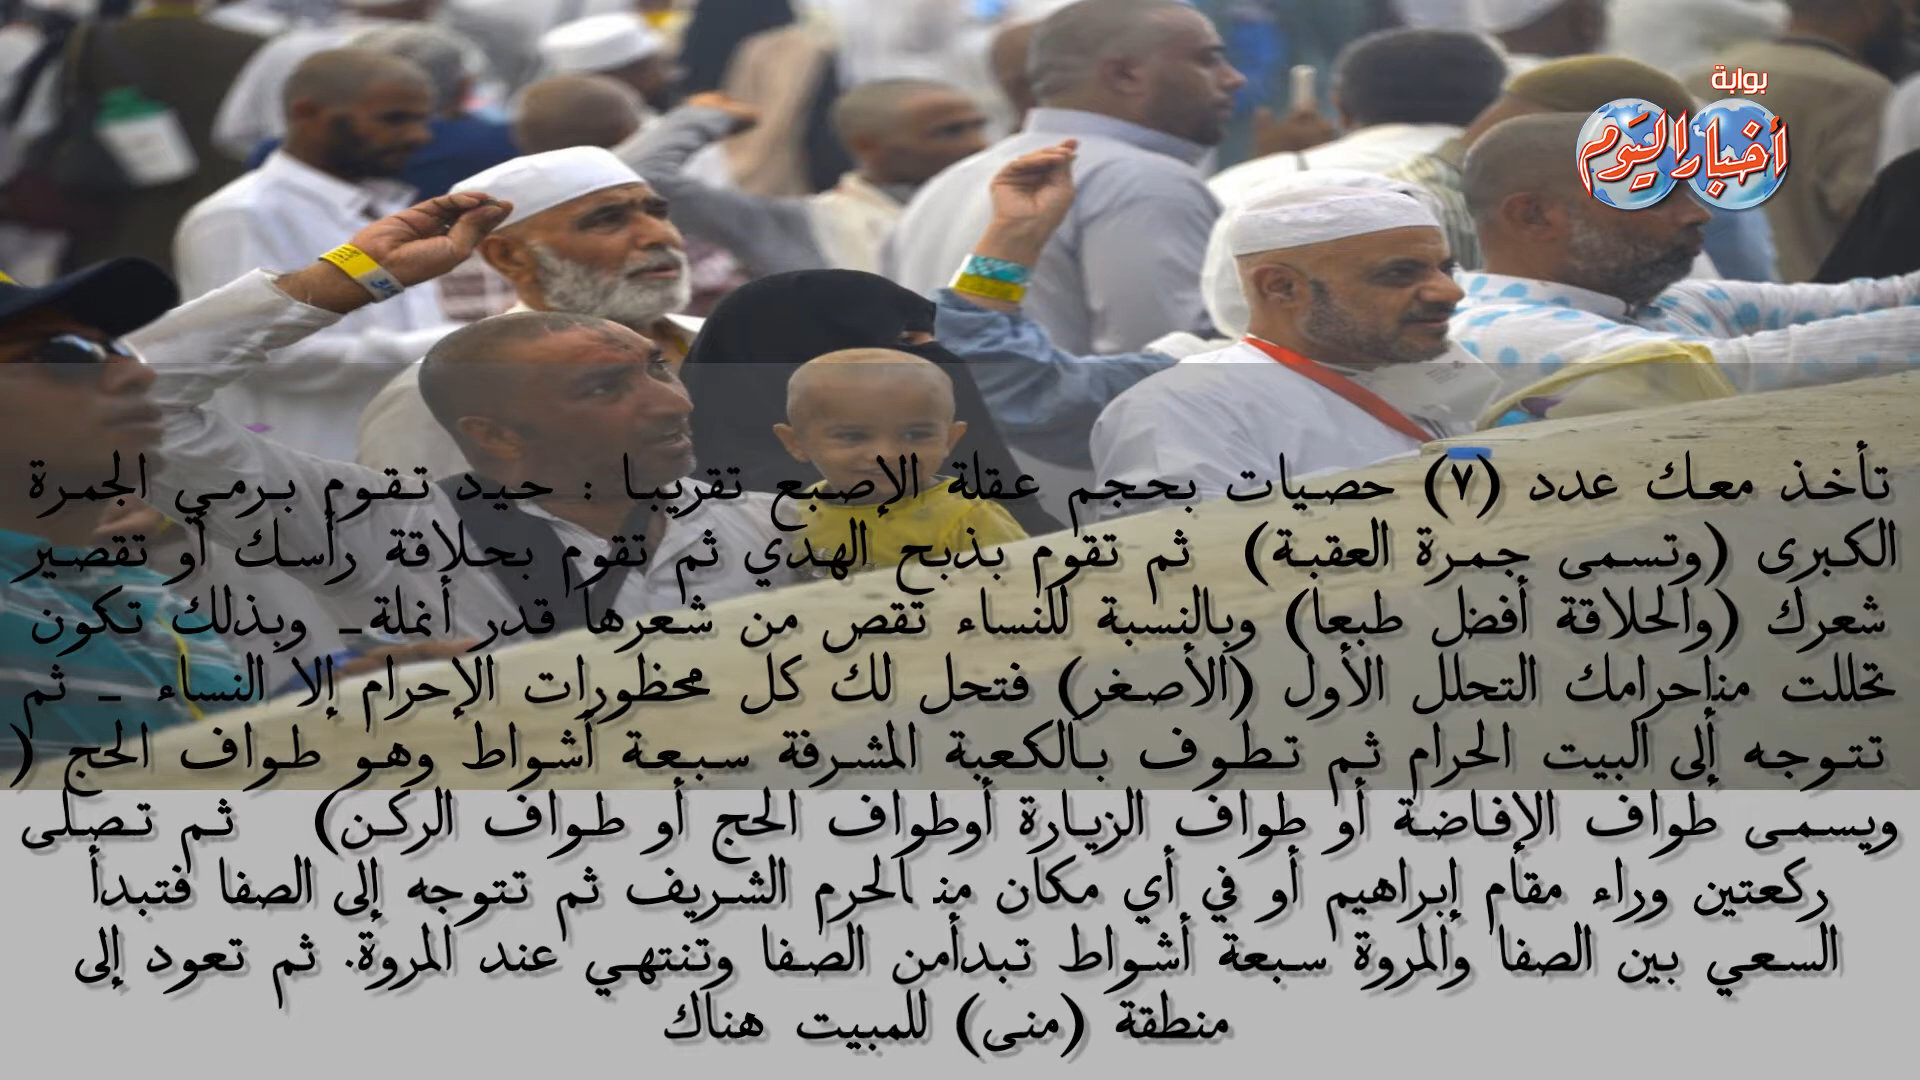 بوابة
أخبار اليوم
تأخذ معك عدد (٧) حصيات بحجم عقلة الإصبع تقريبا : حيد تقوم برمي الجمرة
الكبرى (وتسمى جمرة العقبة) ثم تقوم بذبح الهدي ثم تقوم بحلاقة رأسك أو تقصير
شعرك (والحلاقة أفضل طبعا) وبالنسبة للنساء تقص من شعرها قدر أنملة- وبذلك تكون
تحللت مناحرامك التحلل الأول (الأصغر) فتحل لك كل محظورات الإحرام إلا النساء - ثم
تتوجه إلى البيت الحرام ثم تطوف بالكعبة المشرفة سبعة أشواط وهو طواف الحج (
ويسمى طواف الإفاضة أو طواف الزيارة أوطواف الحج أو طواف الركن) ثم تصلى
ركعتين وراء مقام إبراهيم أو في أي مكان من الحرم الشريف ثم تتوجه إلى الصفا فتبدأ
السعي بين الصفا والمروة سبعة أشواط تبدأمن الصفا وتنتهي عند المروة. ثم تعود إلى
منطقة (منى) للمبيت هناك